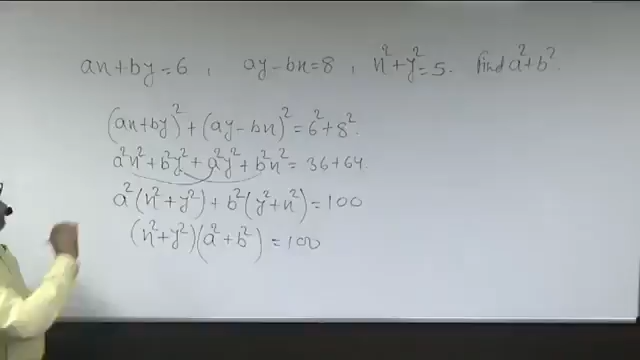 ax+by=6, ay-bx=8, x²+y²=5. Find a²+b².
(ax+by)²+(ay-bx)²=6²+8².
a²x²+b²y²+a²y²+b²x²=36+64.
a²(x²+y²)+b²(y²+x²)=100
(x²+y²)(a²+b²)=100